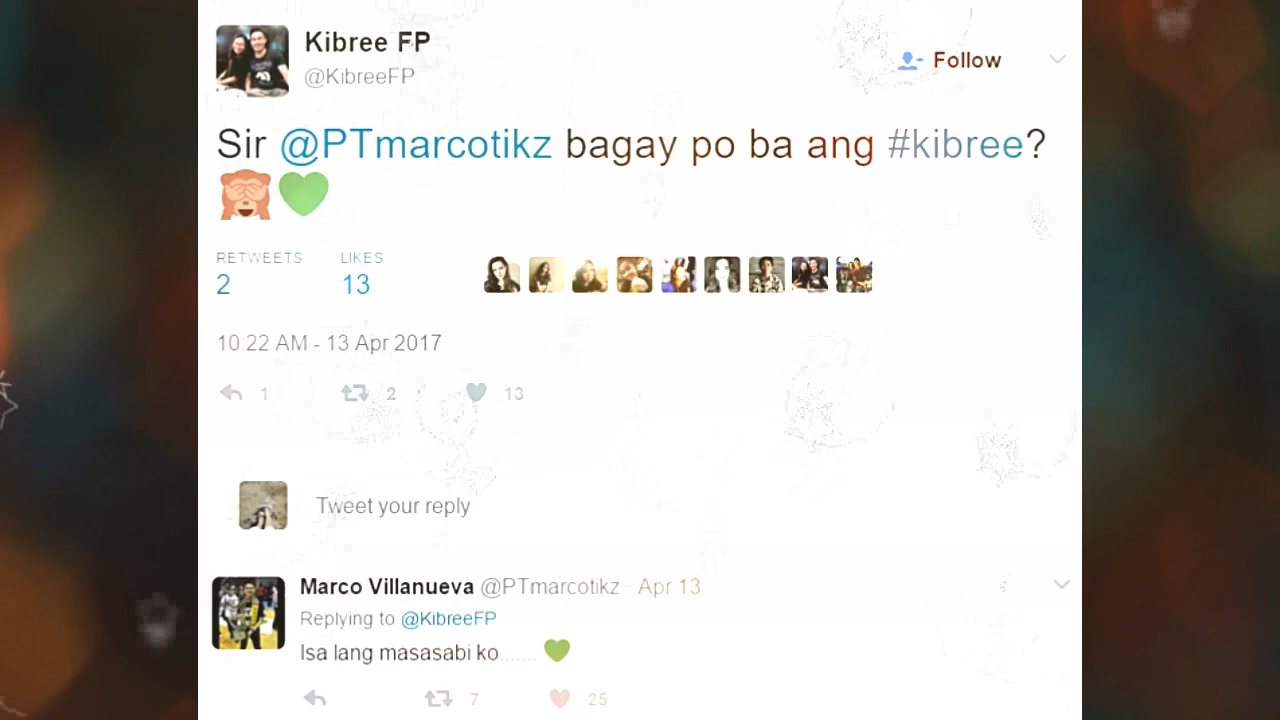 Kibree FP
@KibreeFP
Follow
Sir @PTmarcotikz bagay po ba ang #kibree?
RETWEETS LIKES
2 13
10:22 AM - 13 Apr 2017
1 2 13
Tweet your reply
Marco Villanueva @PTmarcotikz · Apr 13
Replying to @KibreeFP
Isa lang masasabi ko.......
7 25